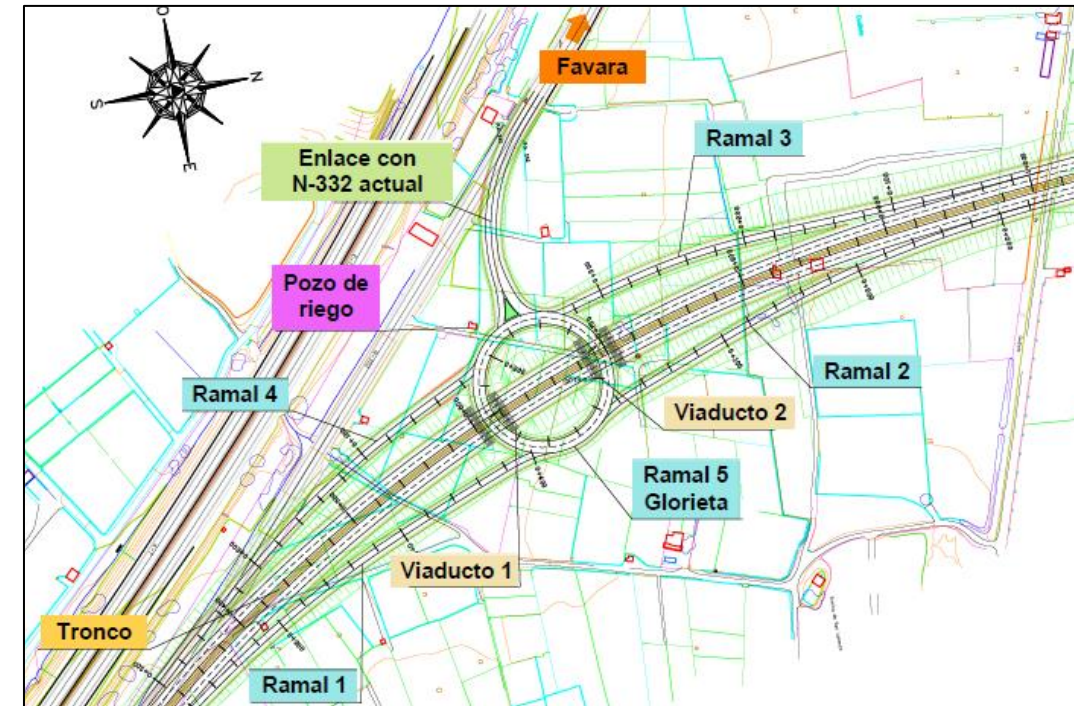 O
N
S
E
Favara
Ramal 3
Enlace con
N-332 actual
Pozo de
riego
Ramal 4
Ramal 2
Viaducto 2
Ramal 5
Glorieta
Viaducto 1
Tronco
Ramal 1